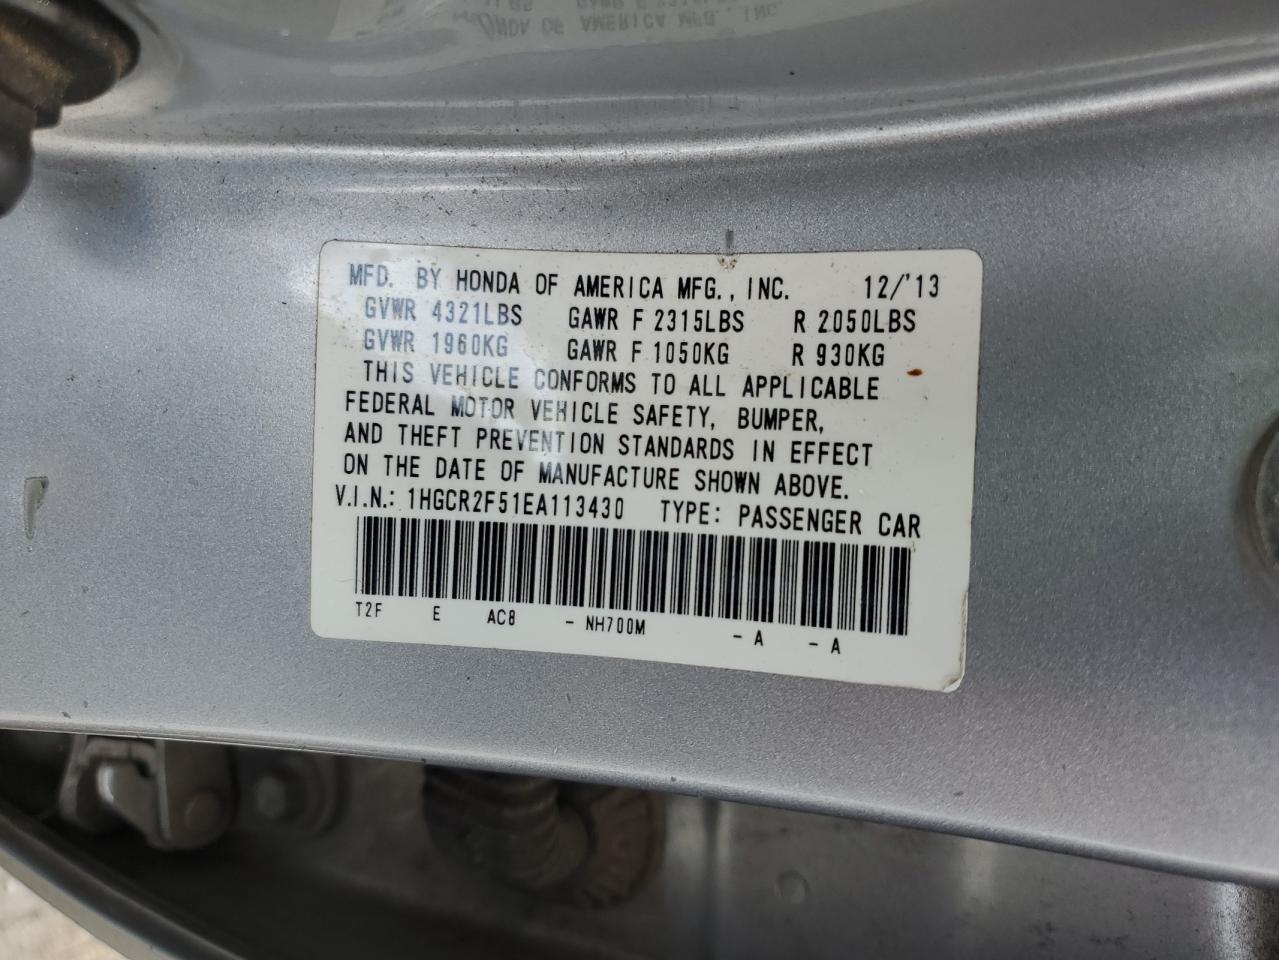 MFD. BY HONDA OF AMERICA MFG., INC. 12/'13
GVWR 4321LBS GAWR F 2315LBS R 2050LBS
GVWR 1960KG GAWR F 1050KG R 930KG
THIS VEHICLE CONFORMS TO ALL APPLICABLE
FEDERAL MOTOR VEHICLE SAFETY, BUMPER,
AND THEFT PREVENTION STANDARDS IN EFFECT
ON THE DATE OF MANUFACTURE SHOWN ABOVE.
V.I.N.: 1HGCR2F51EA113430 TYPE: PASSENGER CAR
T2F E AC8 - NH700M - A - A